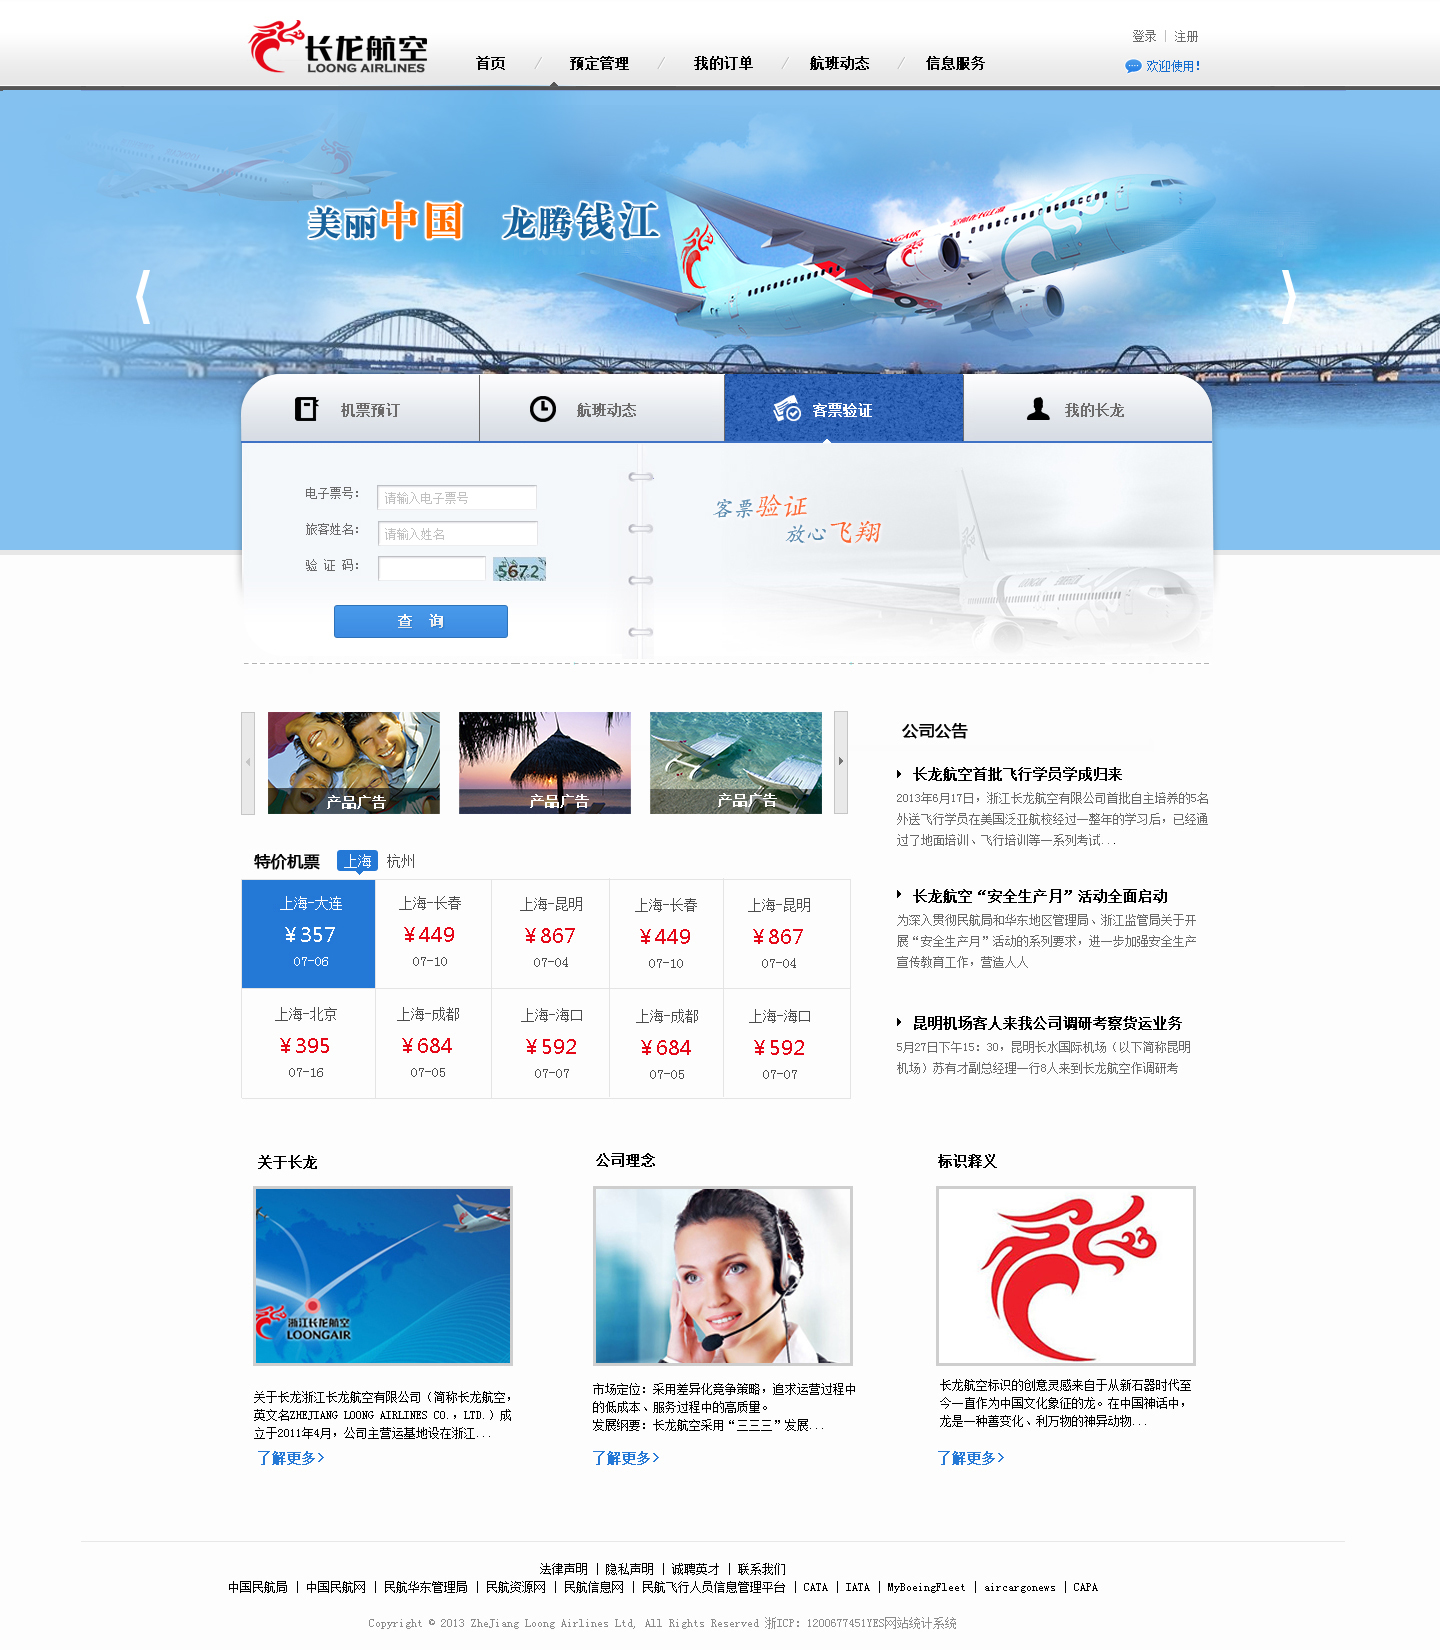 长龙航空
LOONG AIRLINES
登录 | 注册
欢迎使用!
首页 / 预定管理 / 我的订单 / 航班动态 / 信息服务
美丽中国 龙腾钱江
机票预订
航班动态
客票验证
我的长龙
电子票号:
请输入电子票号
旅客姓名:
请输入姓名
验 证 码:
5672
查 询
客票验证
放心飞翔
产品广告
产品广告
产品广告
特价机票 上海 杭州
上海-大连 上海-长春 上海-昆明 上海-长春 上海-昆明
¥357 ¥449 ¥867 ¥449 ¥867
07-06 07-10 07-04 07-10 07-04
上海-北京 上海-成都 上海-海口 上海-成都 上海-海口
¥395 ¥684 ¥592 ¥684 ¥592
07-16 07-05 07-07 07-05 07-07
公司公告
长龙航空首批飞行学员学成归来
2013年6月17日，浙江长龙航空有限公司首批自主培养的5名
外送飞行学员在美国泛亚航校经过一整年的学习后，已经通
过了地面培训、飞行培训等一系列考试...
长龙航空“安全生产月”活动全面启动
为深入贯彻民航局和华东地区管理局、浙江监管局关于开
展“安全生产月”活动的系列要求，进一步加强安全生产
宣传教育工作，营造人人
昆明机场客人来我公司调研考察货运业务
5月27日下午15：30，昆明长水国际机场（以下简称昆明
机场）苏有才副总经理一行8人来到长龙航空作调研考
关于长龙
浙江长龙航空
LOONGAIR
关于长龙浙江长龙航空有限公司（简称长龙航空，
英文名ZHEJIANG LOONG AIRLINES CO.，LTD.）成
立于2011年4月，公司主营运基地设在浙江...
了解更多>
公司理念
市场定位：采用差异化竞争策略，追求运营过程中
的低成本、服务过程中的高质量。
发展纲要：长龙航空采用“三三三”发展...
了解更多>
标识释义
长龙航空标识的创意灵感来自于从新石器时代至
今一直作为中国文化象征的龙。在中国神话中，
龙是一种善变化、利万物的神异动物...
了解更多>
法律声明 | 隐私声明 | 诚聘英才 | 联系我们
中国民航局 | 中国民航网 | 民航华东管理局 | 民航资源网 | 民航信息网 | 民航飞行人员信息管理平台 | CATA | IATA | MyBoeingFleet | aircargonews | CAPA
Copyright © 2013 ZheJiang Loong Airlines Ltd, All Rights Reserved 浙ICP：1200677451YES网站统计系统